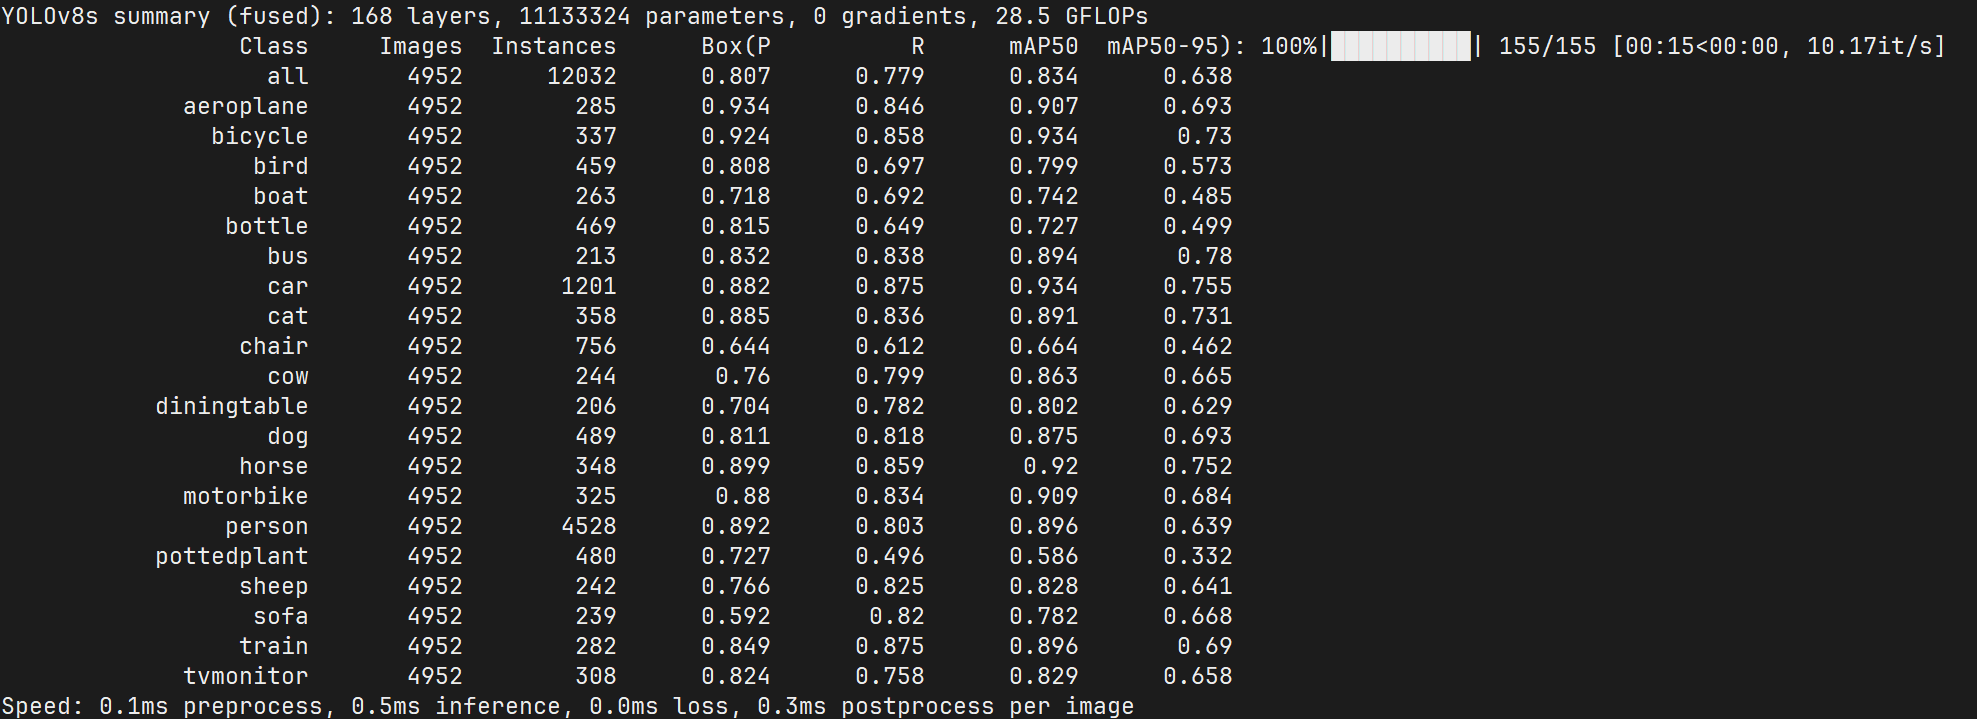 YOLOv8s summary (fused): 168 layers, 11133324 parameters, 0 gradients, 28.5 GFLOPs
Class Images Instances Box(P R mAP50 mAP50-95): 100%|██████████| 155/155 [00:15<00:00, 10.17it/s]
all 4952 12032 0.807 0.779 0.834 0.638
aeroplane 4952 285 0.934 0.846 0.907 0.693
bicycle 4952 337 0.924 0.858 0.934 0.73
bird 4952 459 0.808 0.697 0.799 0.573
boat 4952 263 0.718 0.692 0.742 0.485
bottle 4952 469 0.815 0.649 0.727 0.499
bus 4952 213 0.832 0.838 0.894 0.78
car 4952 1201 0.882 0.875 0.934 0.755
cat 4952 358 0.885 0.836 0.891 0.731
chair 4952 756 0.644 0.612 0.664 0.462
cow 4952 244 0.76 0.799 0.863 0.665
diningtable 4952 206 0.704 0.782 0.802 0.629
dog 4952 489 0.811 0.818 0.875 0.693
horse 4952 348 0.899 0.859 0.92 0.752
motorbike 4952 325 0.88 0.834 0.909 0.684
person 4952 4528 0.892 0.803 0.896 0.639
pottedplant 4952 480 0.727 0.496 0.586 0.332
sheep 4952 242 0.766 0.825 0.828 0.641
sofa 4952 239 0.592 0.82 0.782 0.668
train 4952 282 0.849 0.875 0.896 0.69
tvmonitor 4952 308 0.824 0.758 0.829 0.658
Speed: 0.1ms preprocess, 0.5ms inference, 0.0ms loss, 0.3ms postprocess per image